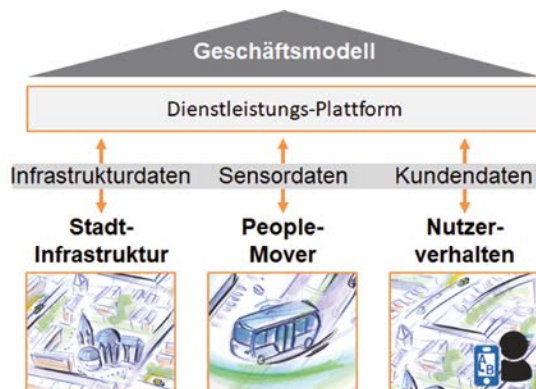 Geschäftsmodell
Dienstleistungs-Plattform
Infrastrukturdaten Sensordaten Kundendaten
Stadt-
Infrastruktur
People-
Mover
Nutzer-
verhalten
A
B